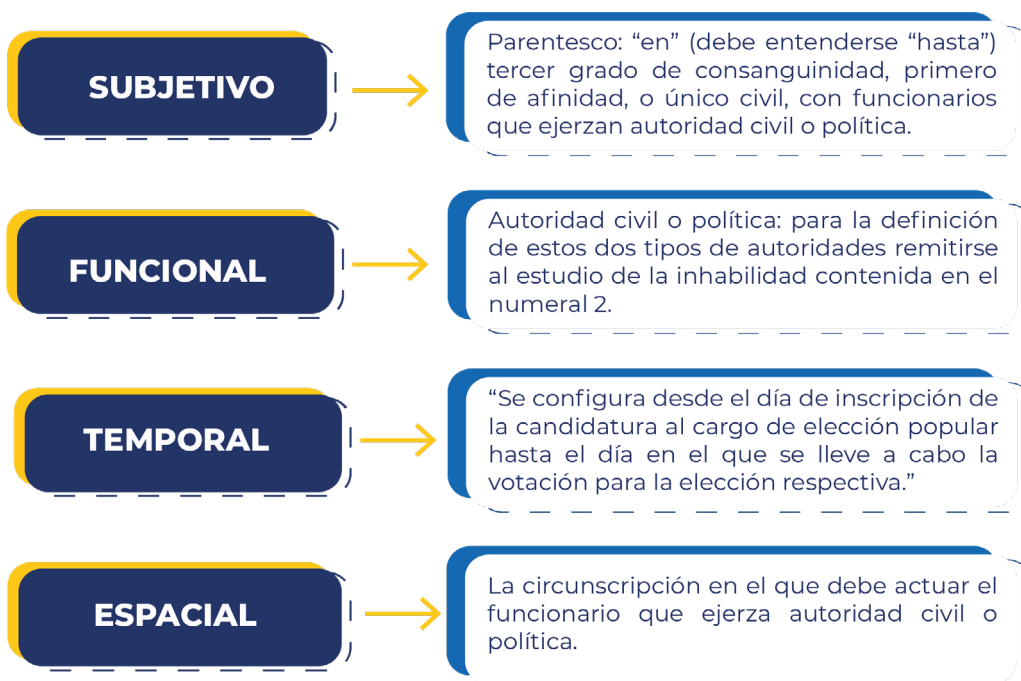 SUBJETIVO
Parentesco: “en” (debe entenderse “hasta”)
tercer grado de consanguinidad, primero
de afinidad, o único civil, con funcionarios
que ejerzan autoridad civil o política.
FUNCIONAL
Autoridad civil o política: para la definición
de estos dos tipos de autoridades remitirse
al estudio de la inhabilidad contenida en el
numeral 2.
TEMPORAL
“Se configura desde el día de inscripción de
la candidatura al cargo de elección popular
hasta el día en el que se lleve a cabo la
votación para la elección respectiva.”
ESPACIAL
La circunscripción en el que debe actuar el
funcionario que ejerza autoridad civil o
política.